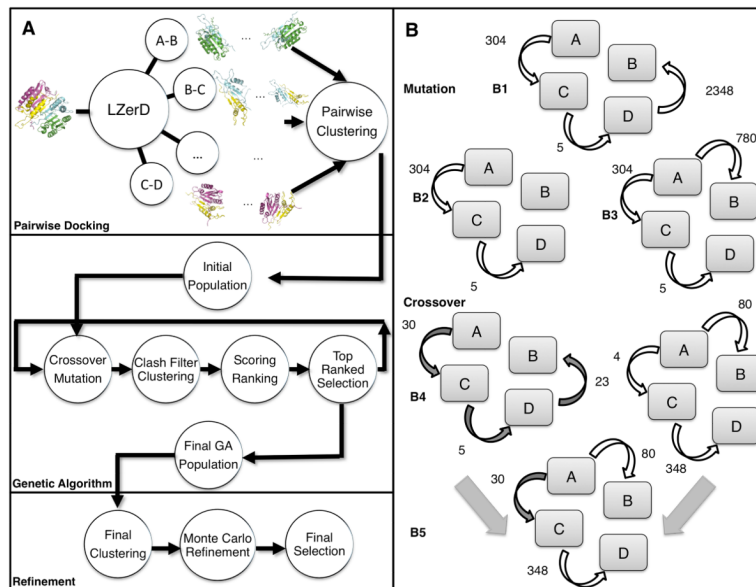 A
A-B
...
LZerD
B-C
...
Pairwise
Clustering
...
...
C-D
...
Pairwise Docking
Initial
Population
Crossover
Mutation
Clash Filter
Clustering
Scoring
Ranking
Top
Ranked
Selection
Final GA
Population
Genetic Algorithm
Final
Clustering
Monte Carlo
Refinement
Final
Selection
Refinement
B
304
A
B
Mutation
B1
C
D
2348
5
304
A
B
B2
C
D
5
780
304
A
B
B3
C
D
5
Crossover
30
A
B
B4
C
D
23
5
80
4
A
B
C
D
348
80
A
30
B
B5
C
D
348